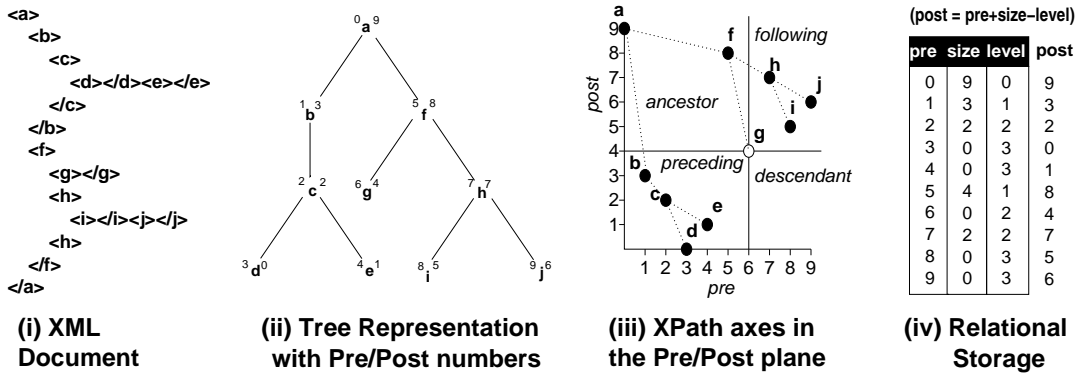 <a>
<b>
<c>
<d></d><e></e>
</c>
</b>
<f>
<g></g>
<h>
<i></i><j></j>
<h>
</f>
</a>
(i) XML
Document
0 a 9
1 b 3
5 f 8
2 c 2
6 g 4
7 h 7
3 d 0
4 e 1
8 i 5
9 j 6
(ii) Tree Representation
with Pre/Post numbers
a
9
f
following
8
h
7
j
post
6
ancestor
i
5
g
4
b
preceding
descendant
3
c
e
2
d
1
1 2 3 4 5 6 7 8 9
pre
(iii) XPath axes in
the Pre/Post plane
(post = pre+size−level)
pre size level post
0 9 0 9
1 3 1 3
2 2 2 2
3 0 3 0
4 0 3 1
5 4 1 8
6 0 2 4
7 2 2 7
8 0 3 5
9 0 3 6
(iv) Relational
Storage